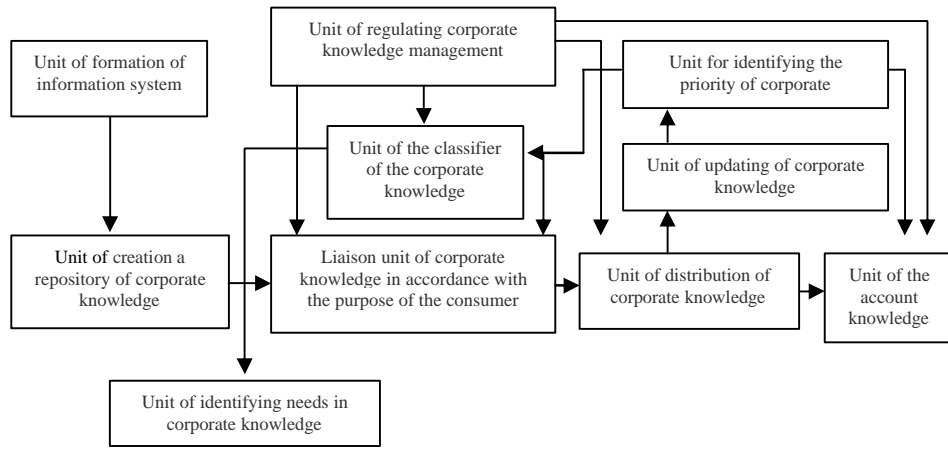 Unit of regulating corporate
knowledge management
Unit of formation of
information system
Unit for identifying the
priority of corporate
Unit of the classifier
of the corporate
knowledge
Unit of updating of corporate
knowledge
Unit of creation a
repository of corporate
knowledge
Liaison unit of corporate
knowledge in accordance with
the purpose of the consumer
Unit of distribution of
corporate knowledge
Unit of the
account
knowledge
Unit of identifying needs in
corporate knowledge